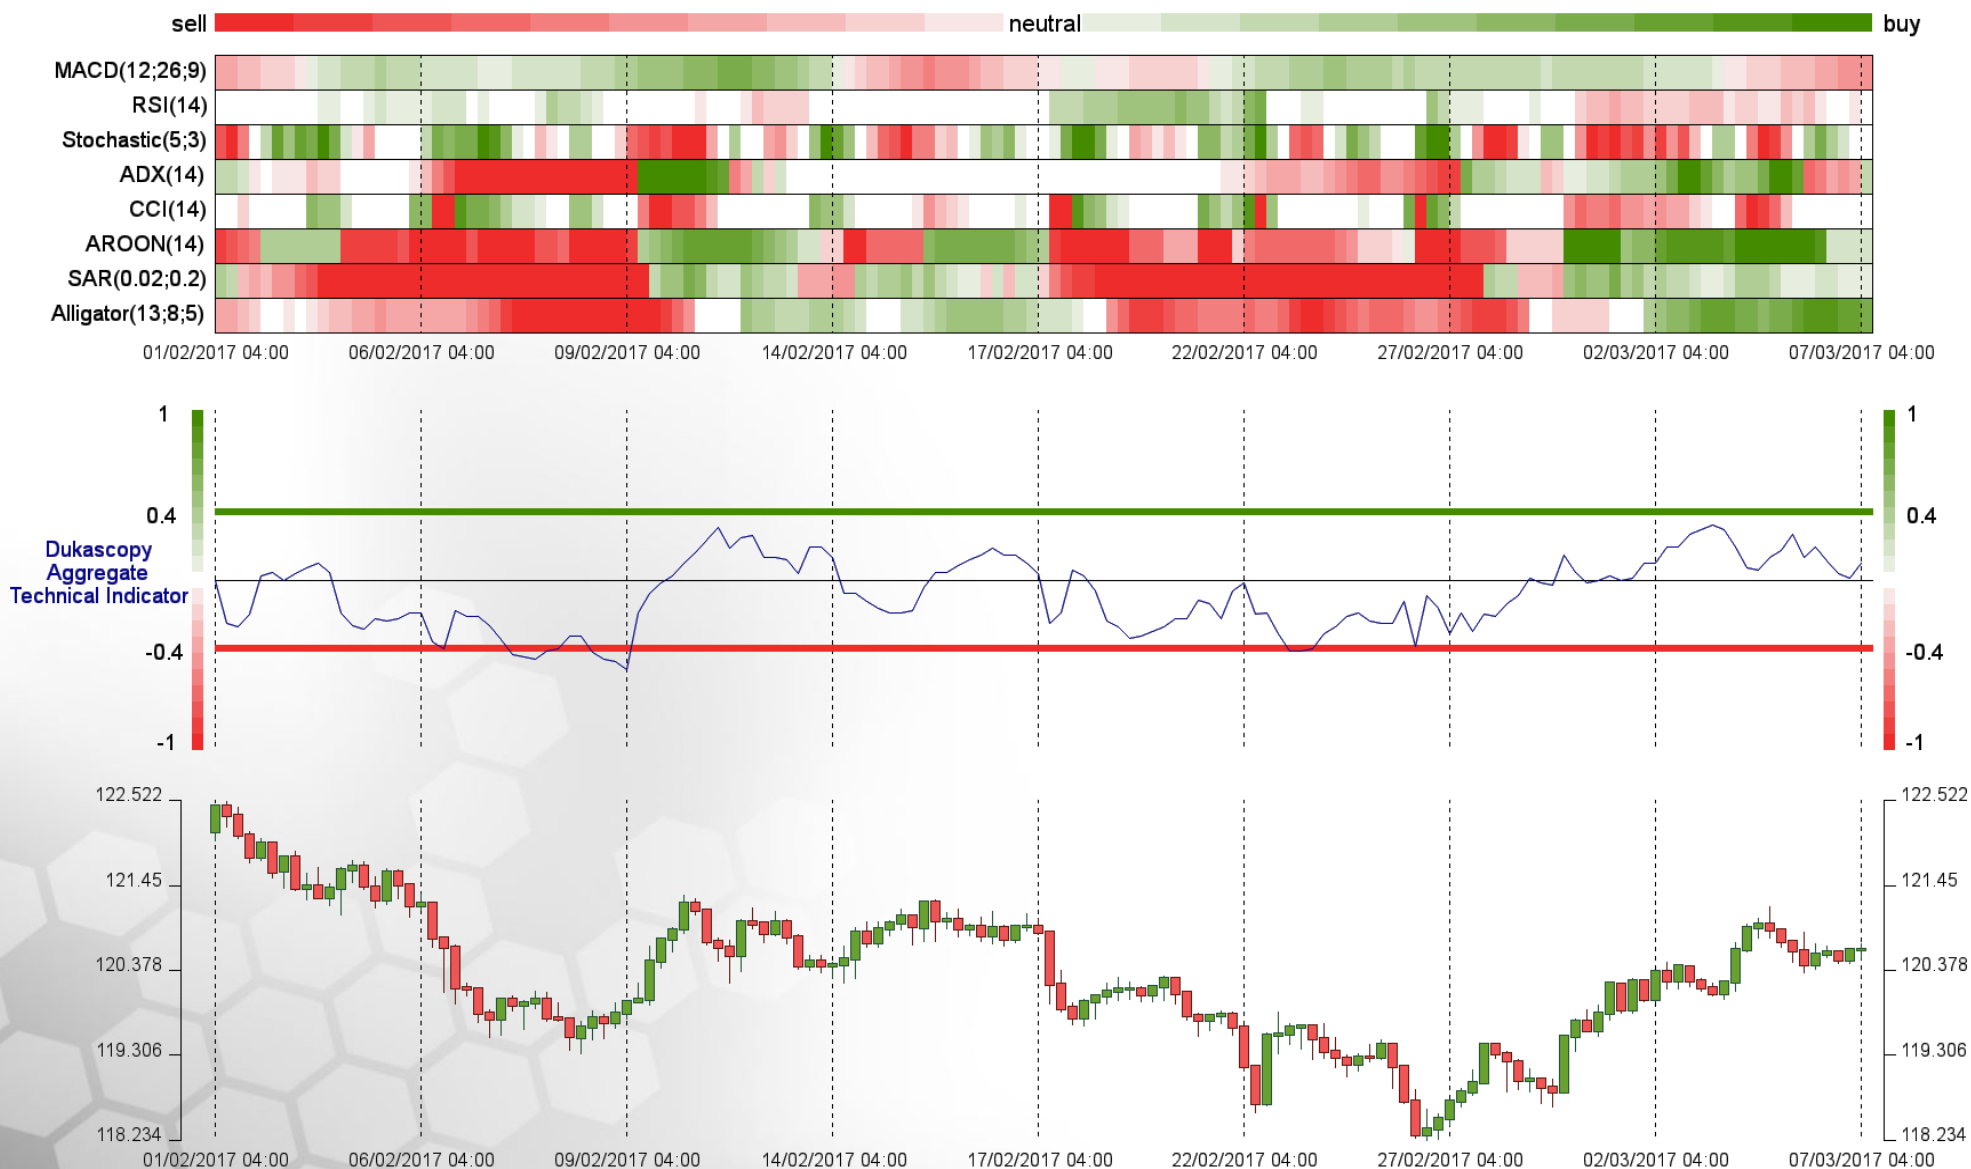 sell neutral buy
MACD(12;26;9)
RSI(14)
Stochastic(5;3)
ADX(14)
CCI(14)
AROON(14)
SAR(0.02;0.2)
Alligator(13;8;5)
01/02/2017 04:00 06/02/2017 04:00 09/02/2017 04:00 14/02/2017 04:00 17/02/2017 04:00 22/02/2017 04:00 27/02/2017 04:00 02/03/2017 04:00 07/03/2017 04:00
1 1
0.4 0.4
Dukascopy
Aggregate
Technical Indicator
-0.4 -0.4
-1 -1
122.522 122.522
121.45 121.45
120.378 120.378
119.306 119.306
118.234 118.234
01/02/2017 04:00 06/02/2017 04:00 09/02/2017 04:00 14/02/2017 04:00 17/02/2017 04:00 22/02/2017 04:00 27/02/2017 04:00 02/03/2017 04:00 07/03/2017 04:00